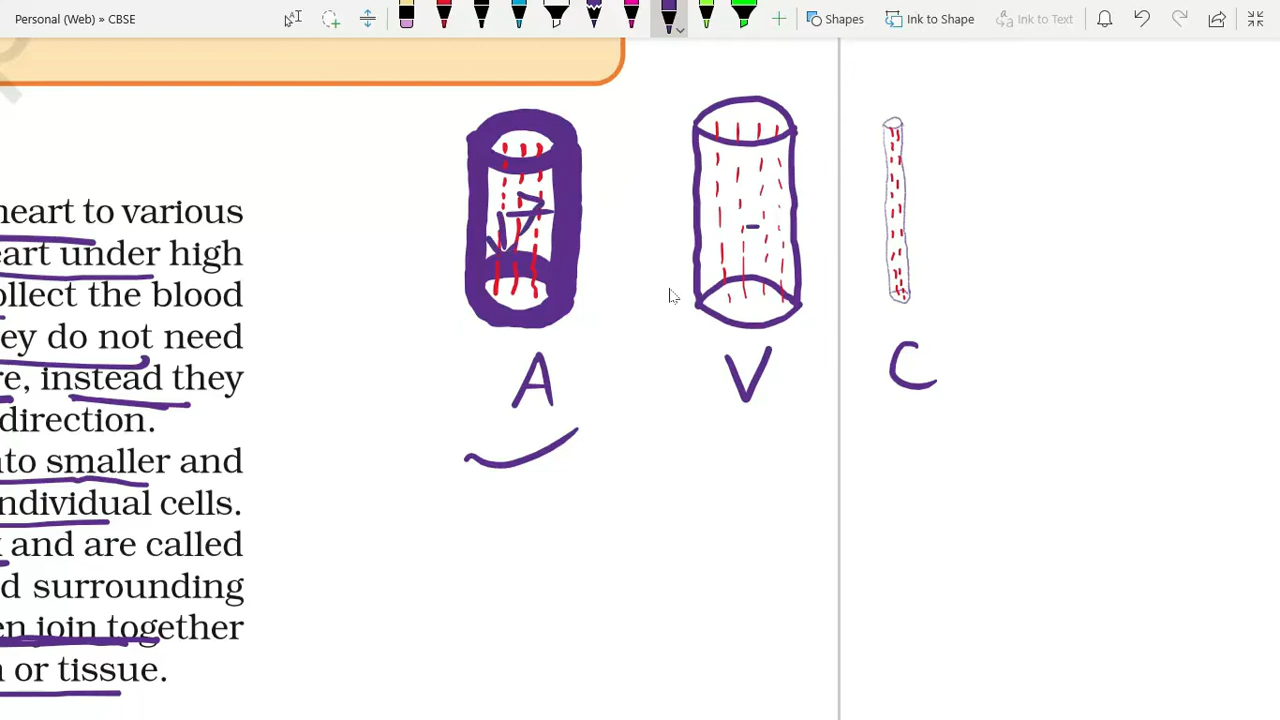 Personal (Web) » CBSE
Shapes
Ink to Shape
Ink to Text
heart to various
eart under high
ollect the blood
ey do not need
re, instead they
direction.
nto smaller and
ndividual cells.
and are called
d surrounding
en join together
or tissue.
A
V
C